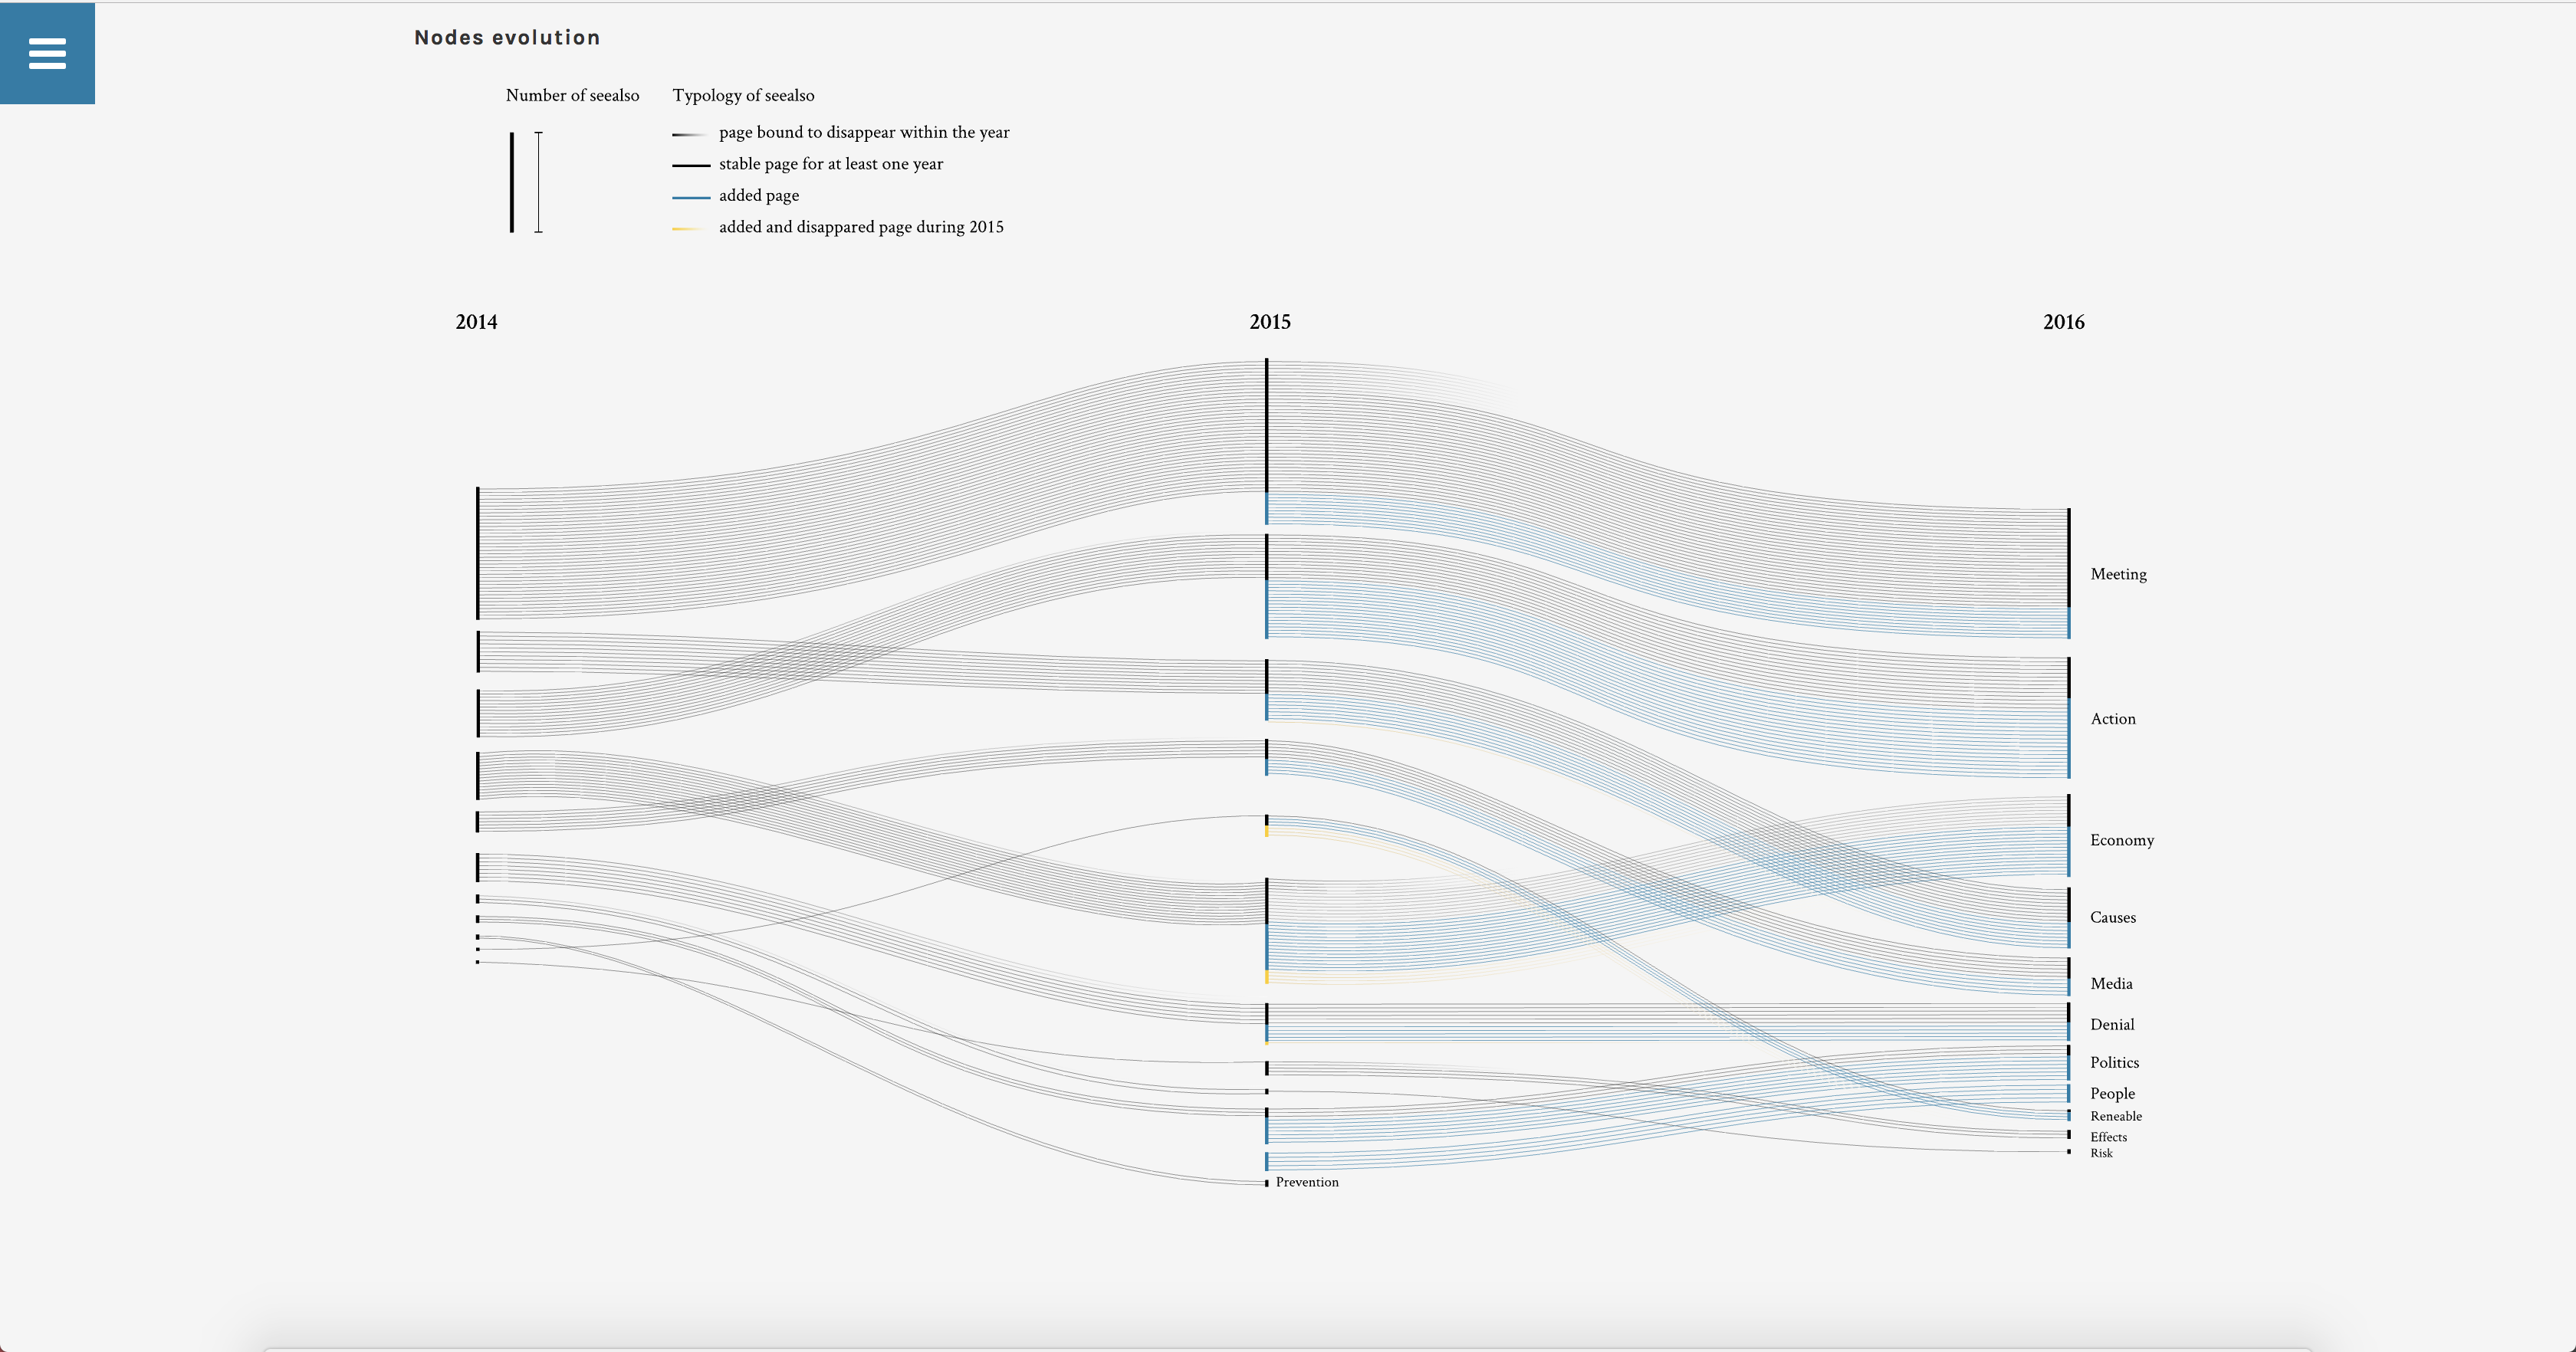 Nodes evolution
Number of seealso
Typology of seealso
page bound to disappear within the year
stable page for at least one year
added page
added and disappared page during 2015
2014
2015
2016
Meeting
Action
Economy
Causes
Media
Denial
Politics
People
Reneable
Effects
Risk
Prevention